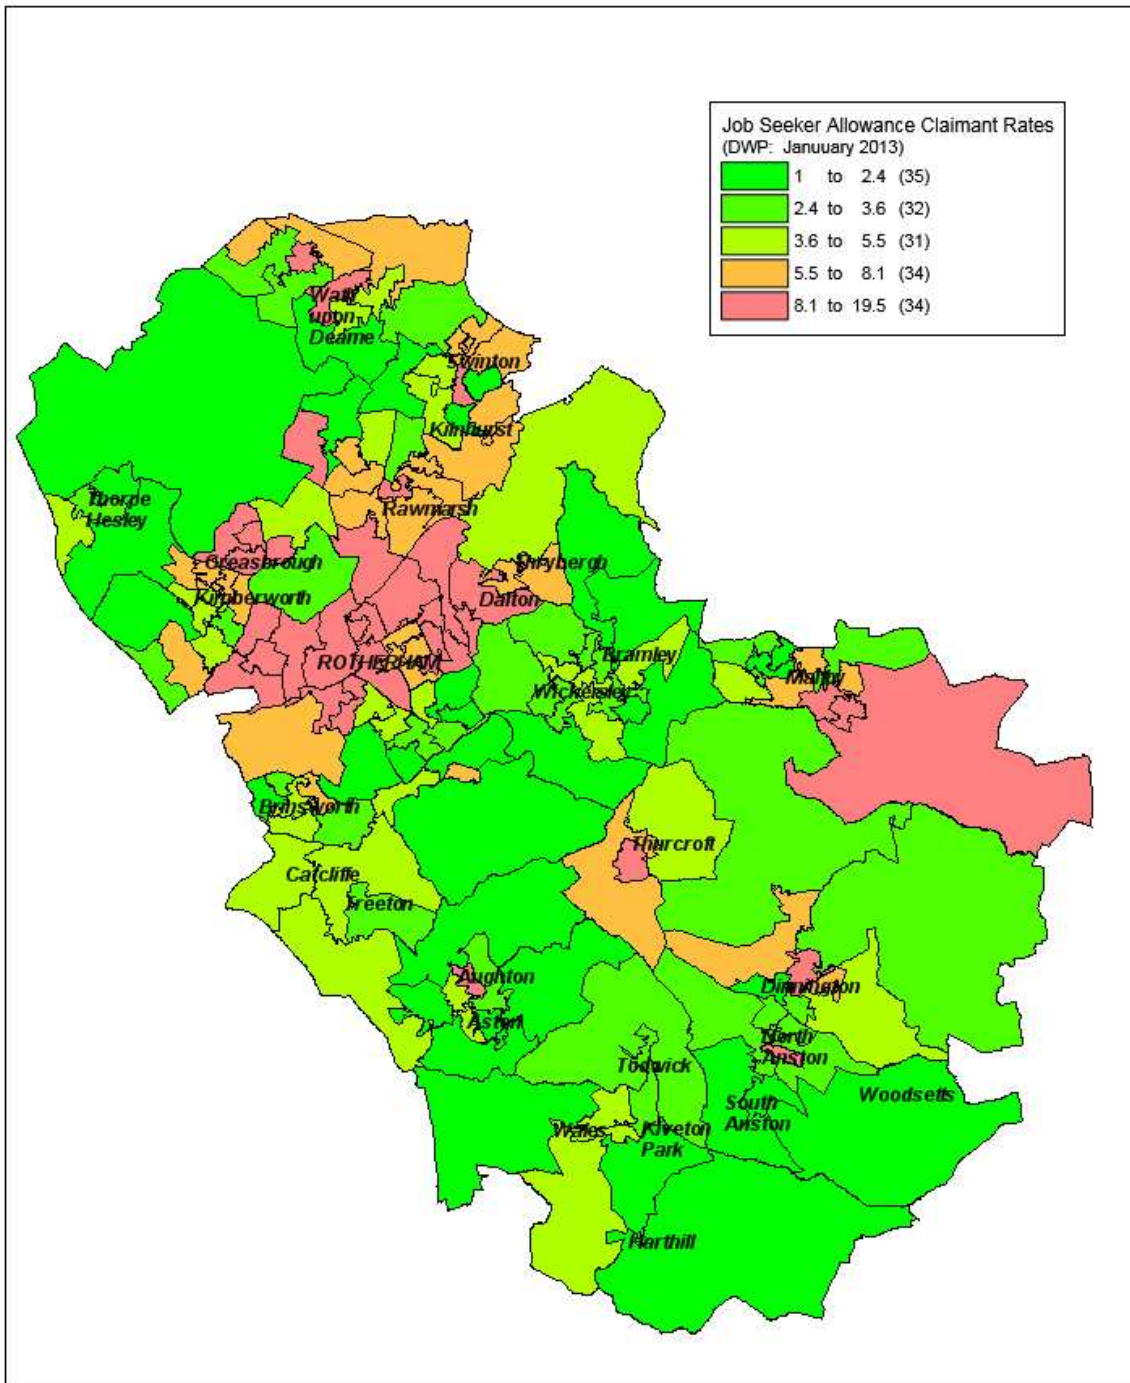 Job Seeker Allowance Claimant Rates
(DWP: Januuary 2013)
1 to 2.4 (35)
2.4 to 3.6 (32)
3.6 to 5.5 (31)
5.5 to 8.1 (34)
8.1 to 19.5 (34)
Wath
upon
Dearne
Swinton
Kilnhurst
Thorpe
Hesley
Rawmarsh
Greasbrough
Thrybergh
Kimberworth
Dalton
ROTHERHAM
Bramley
Wickersley
Maltby
Brinsworth
Thurcroft
Catcliffe
Treeton
Aughton
Dinnington
Aston
North
Anston
Todwick
Woodsetts
South
Anston
Wales
Kiveton
Park
Harthill